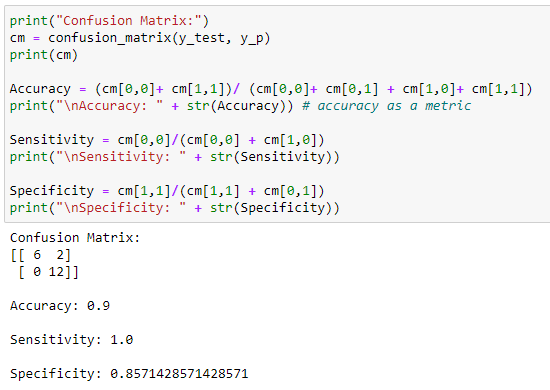 print("Confusion Matrix:")
cm = confusion_matrix(y_test, y_p)
print(cm)
Accuracy = (cm[0,0]+ cm[1,1])/ (cm[0,0]+ cm[0,1] + cm[1,0]+ cm[1,1])
print("\nAccuracy: " + str(Accuracy)) # accuracy as a metric
Sensitivity = cm[0,0]/(cm[0,0] + cm[1,0])
print("\nSensitivity: " + str(Sensitivity))
Specificity = cm[1,1]/(cm[1,1] + cm[0,1])
print("\nSpecificity: " + str(Specificity))
Confusion Matrix:
[[ 6  2]
 [ 0 12]]
Accuracy: 0.9
Sensitivity: 1.0
Specificity: 0.8571428571428571